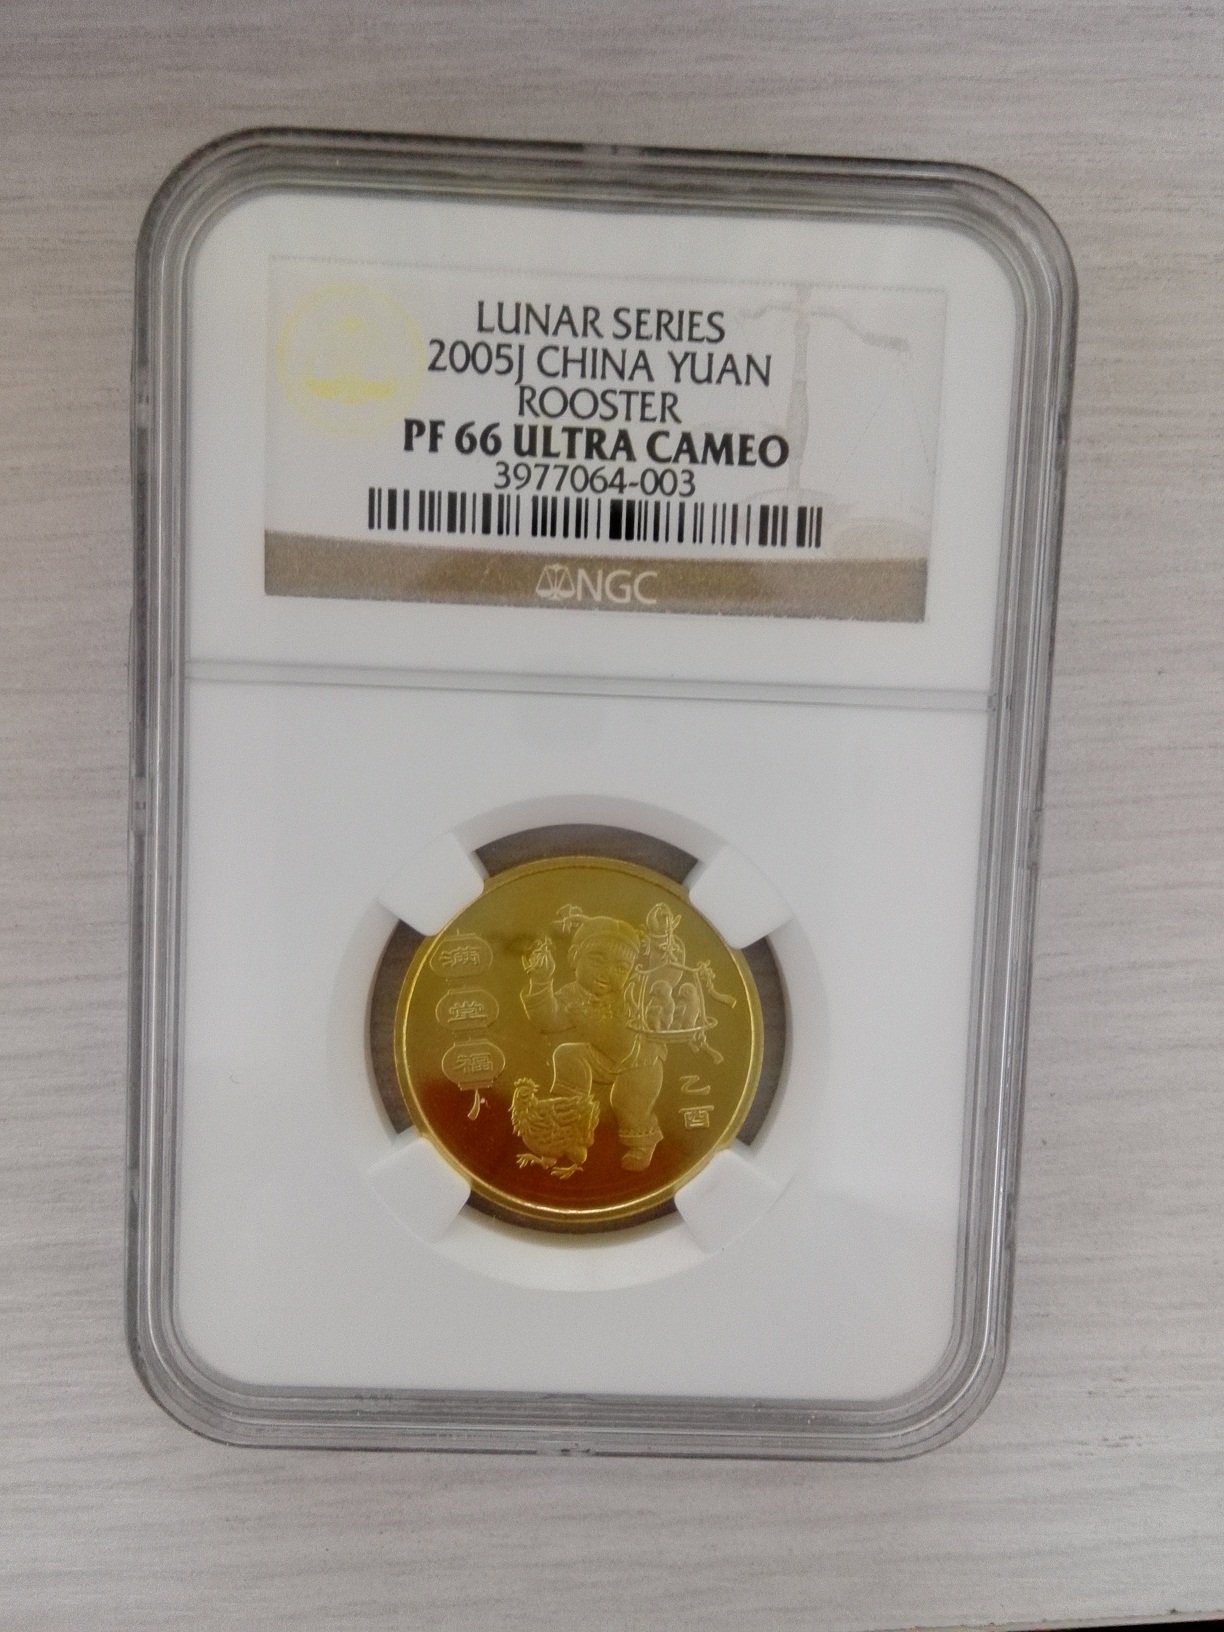 LUNAR SERIES
2005J CHINA YUAN
ROOSTER
PF 66 ULTRA CAMEO
3977064-003
NGC
满
堂
福
乙
酉